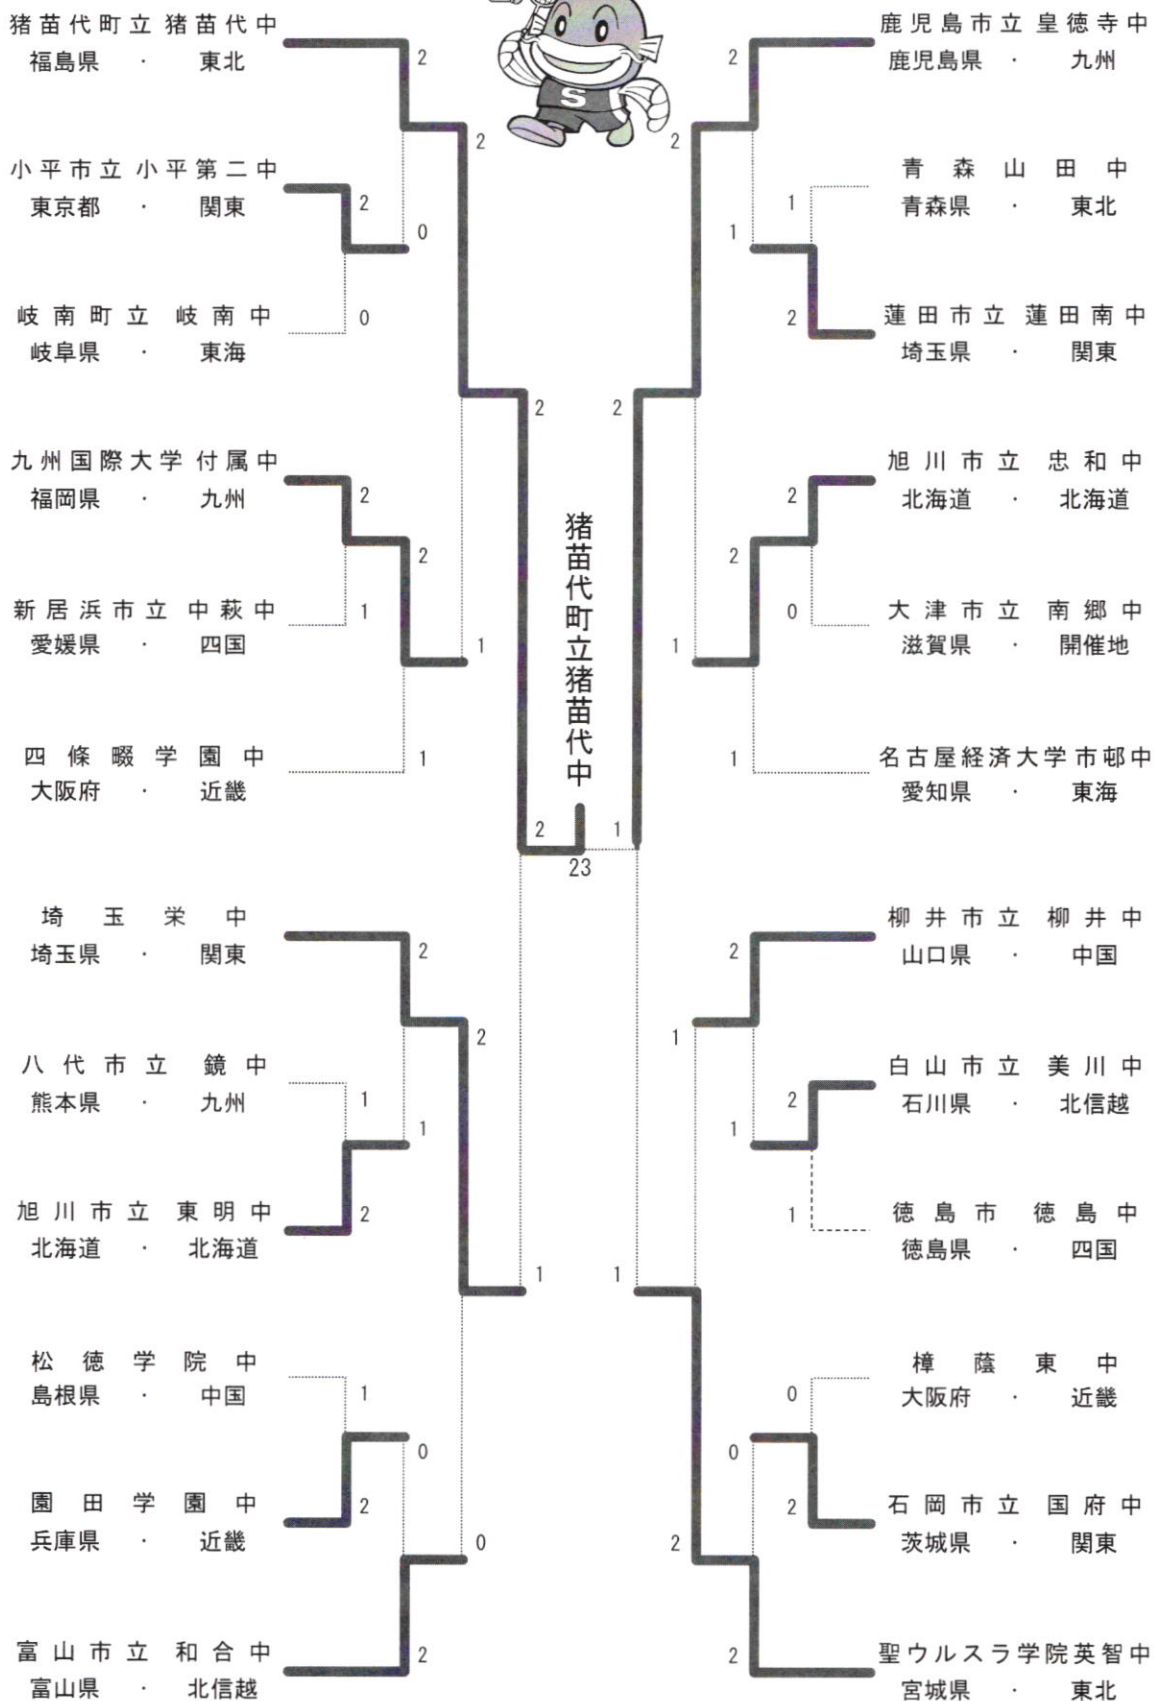 猪苗代町立 猪苗代中
福島県 ・ 東北
2
小平市立 小平第二中
東京都 ・ 関東
2
岐南町立 岐南中
岐阜県 ・ 東海
0
0
2
九州国際大学 付属中
福岡県 ・ 九州
2
新居浜市立 中萩中
愛媛県 ・ 四国
1
2
四條畷学園中
大阪府 ・ 近畿
1
1
2
埼玉栄中
埼玉県 ・ 関東
2
八代市立 鏡中
熊本県 ・ 九州
1
旭川市立 東明中
北海道 ・ 北海道
2
1
2
松徳学院中
島根県 ・ 中国
1
園田学園中
兵庫県 ・ 近畿
2
0
富山市立 和合中
富山県 ・ 北信越
2
0
1
S
猪苗代町立猪苗代中
2
1
23
鹿児島市立 皇徳寺中
鹿児島県 ・ 九州
2
青森山田中
青森県 ・ 東北
1
蓮田市立 蓮田南中
埼玉県 ・ 関東
2
1
2
旭川市立 忠和中
北海道 ・ 北海道
2
大津市立 南郷中
滋賀県 ・ 開催地
0
2
名古屋経済大学市邨中
愛知県 ・ 東海
1
1
2
柳井市立 柳井中
山口県 ・ 中国
2
白山市立 美川中
石川県 ・ 北信越
2
徳島市 徳島中
徳島県 ・ 四国
1
1
1
樟蔭東中
大阪府 ・ 近畿
0
石岡市立 国府中
茨城県 ・ 関東
2
0
聖ウルスラ学院英智中
宮城県 ・ 東北
2
2
1